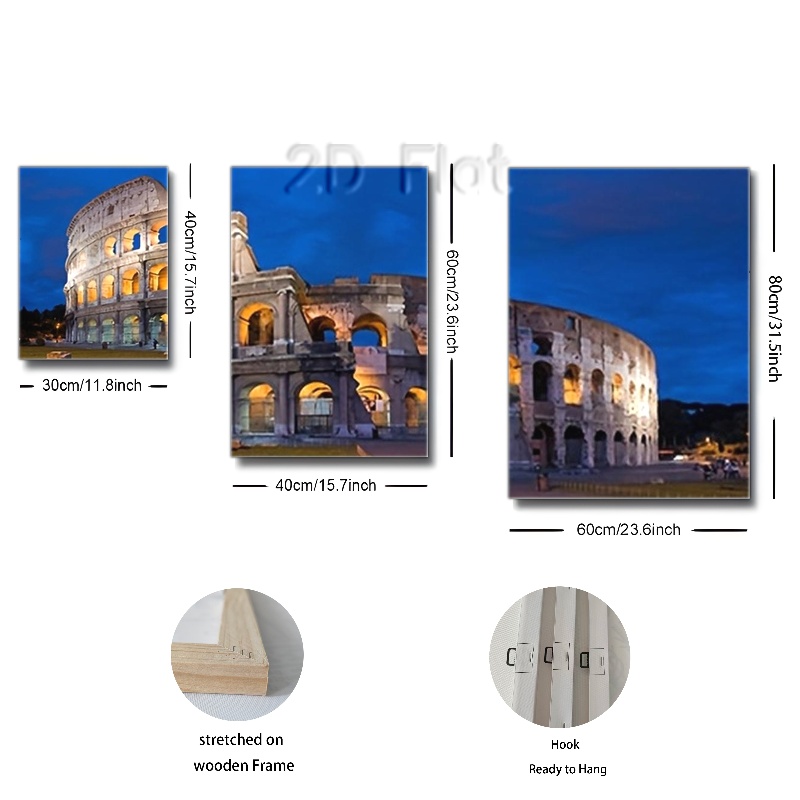 2D Flat
40cm/15.7inch
30cm/11.8inch
60cm/23.6inch
40cm/15.7inch
80cm/31.5inch
60cm/23.6inch
stretched on
wooden Frame
Hook
Ready to Hang